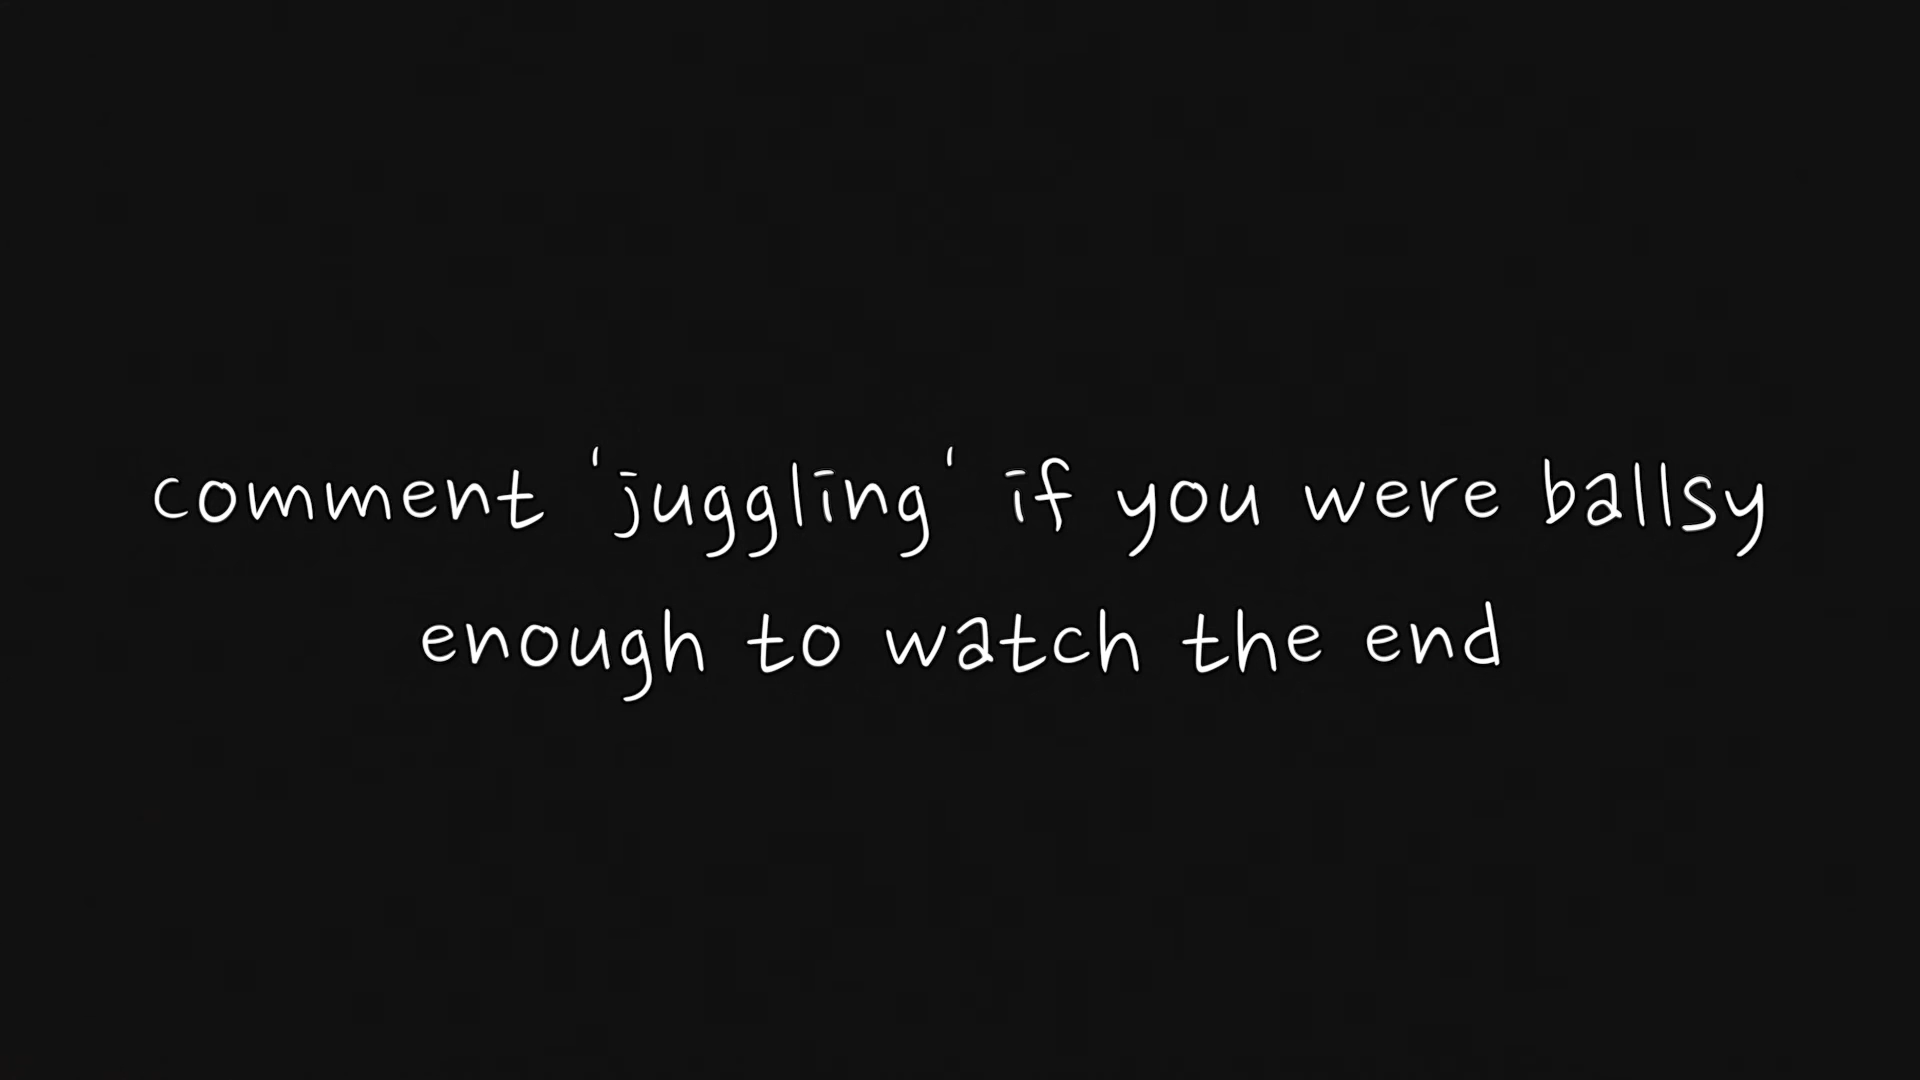 comment 'juggling' if you were ballsy
enough to watch the end